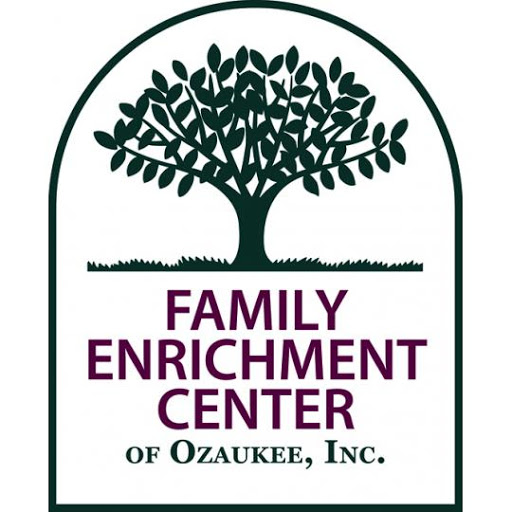 FAMILY
ENRICHMENT
CENTER
OF OZAUKEE, INC.